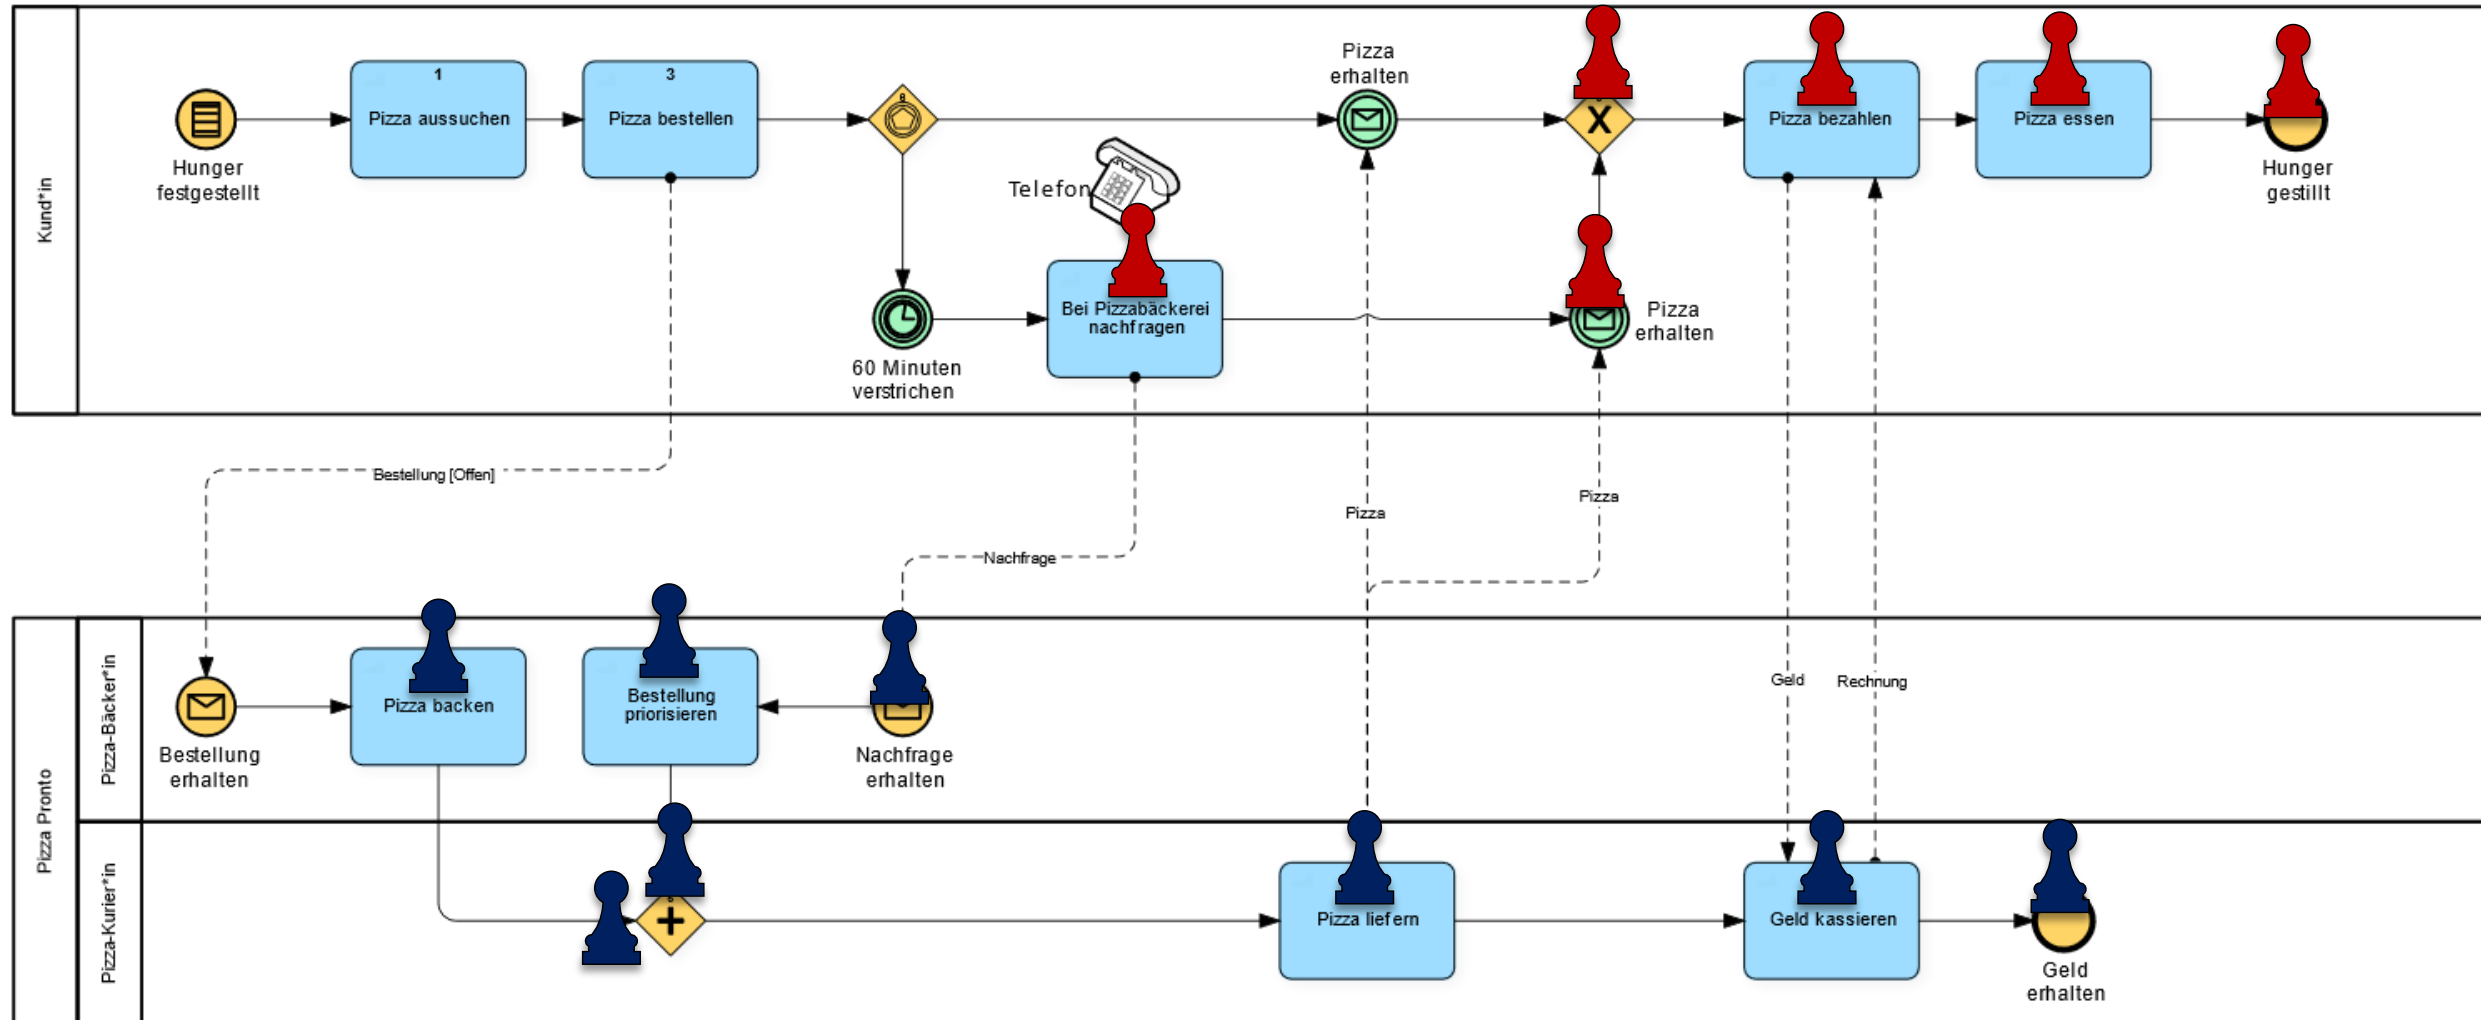 Kund*in
Hunger
festgestellt
1
Pizza aussuchen
3
Pizza bestellen
60 Minuten
verstrichen
Telefon
Bei Pizzabäckerei
nachfragen
Pizza
erhalten
X
Pizza
erhalten
Pizza bezahlen
Pizza essen
Hunger
gestillt
Bestellung [Offen]
Nachfrage
Pizza
Pizza
Geld
Rechnung
Pizza Pronto
Pizza-Bäcker*in
Bestellung
erhalten
Pizza backen
Bestellung
priorisieren
Nachfrage
erhalten
Pizza-Kurier*in
Pizza liefern
Geld kassieren
Geld
erhalten